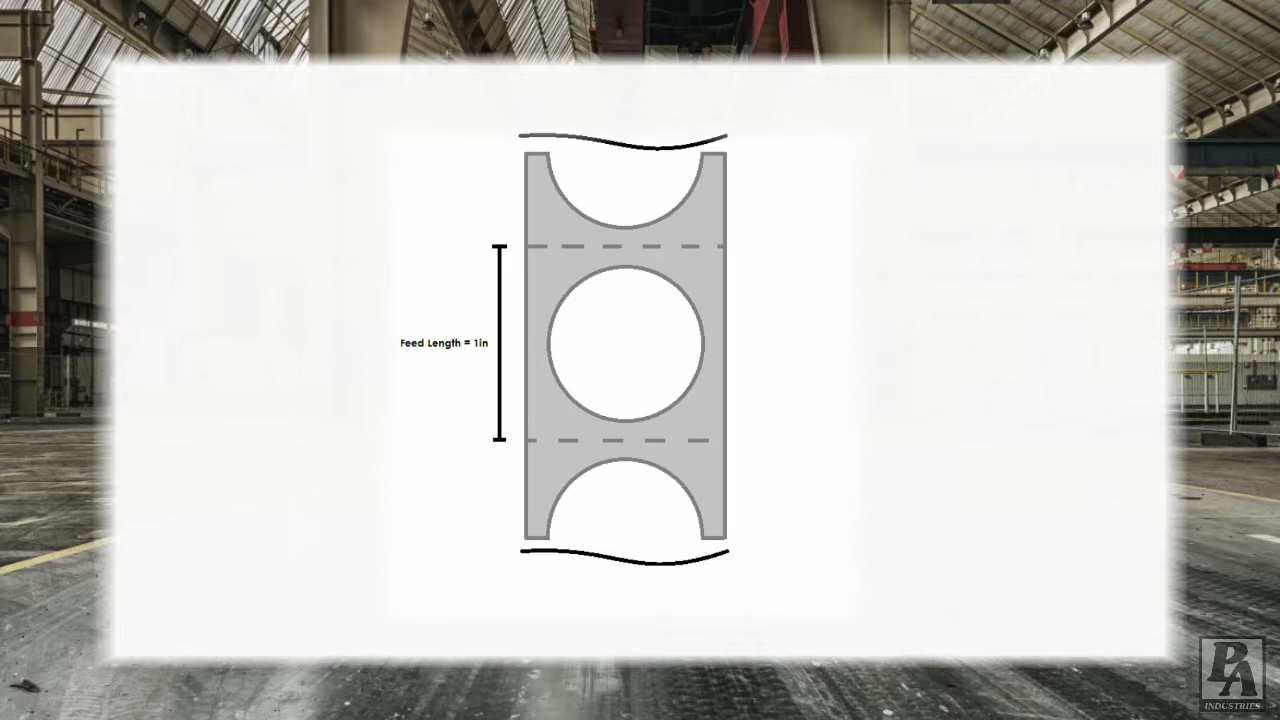 Feed Length = 1in
PA
INDUSTRIES